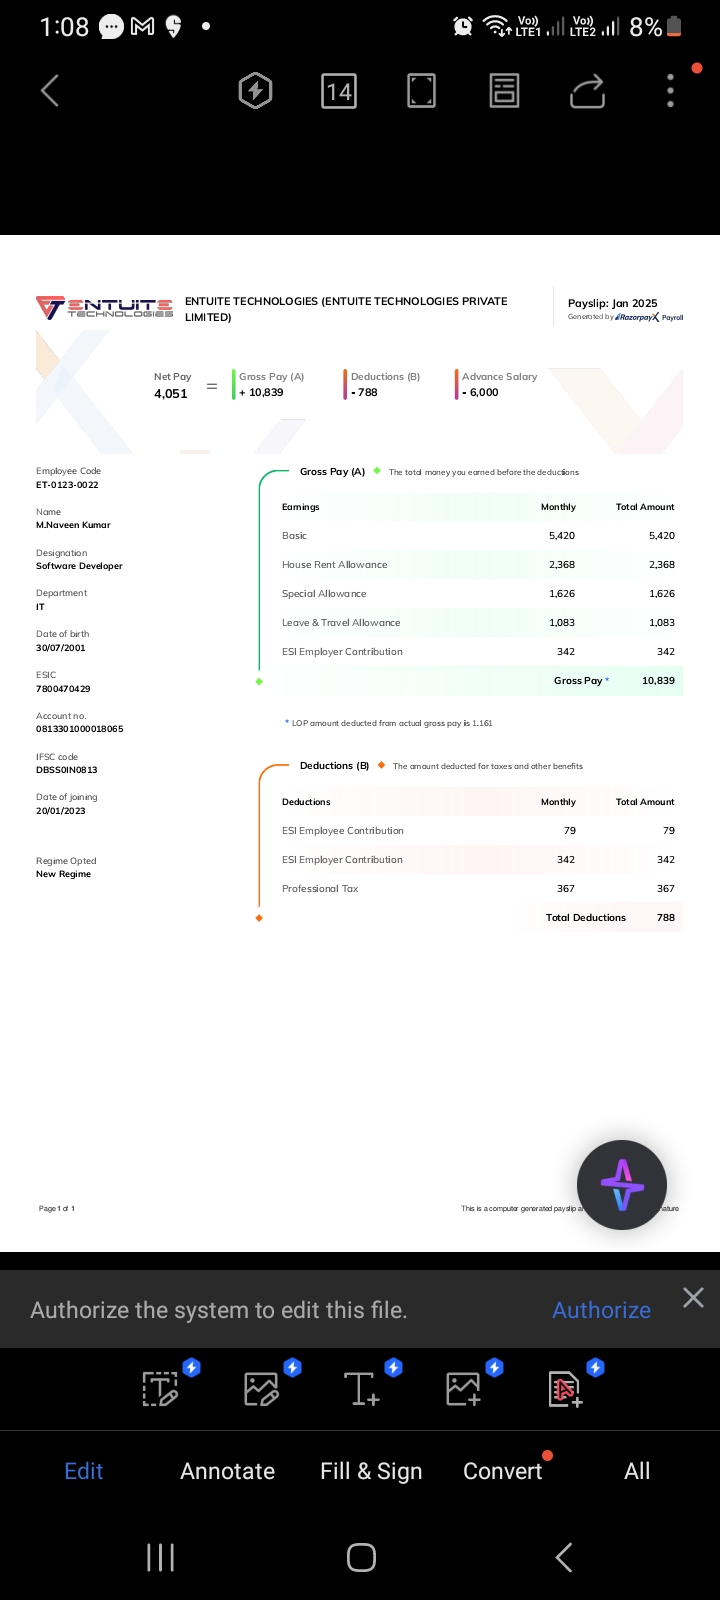 1:08
Vo)) LTE1
Vo)) LTE2
8%
14
ENTUITE TECHNOLOGIES
ENTUITE TECHNOLOGIES (ENTUITE TECHNOLOGIES PRIVATE LIMITED)
Payslip: Jan 2025
Generated by RazorpayX Payroll
Net Pay
4,051
=
Gross Pay (A)
+ 10,839
Deductions (B)
- 788
Advance Salary
- 6,000
Employee Code
ET-0123-0022
Name
M.Naveen Kumar
Designation
Software Developer
Department
IT
Date of birth
30/07/2001
ESIC
7800470429
Account no.
0813301000018065
IFSC code
DBSS0IN0813
Date of joining
20/01/2023
Regime Opted
New Regime
Gross Pay (A) The total money you earned before the deductions
Earnings Monthly Total Amount
Basic 5,420 5,420
House Rent Allowance 2,368 2,368
Special Allowance 1,626 1,626
Leave & Travel Allowance 1,083 1,083
ESI Employer Contribution 342 342
Gross Pay * 10,839
* LOP amount deducted from actual gross pay is 1,161
Deductions (B) The amount deducted for taxes and other benefits
Deductions Monthly Total Amount
ESI Employee Contribution 79 79
ESI Employer Contribution 342 342
Professional Tax 367 367
Total Deductions 788
Page 1 of 1
This is a computer generated payslip
Authorize the system to edit this file.
Authorize
Edit
Annotate
Fill & Sign
Convert
All